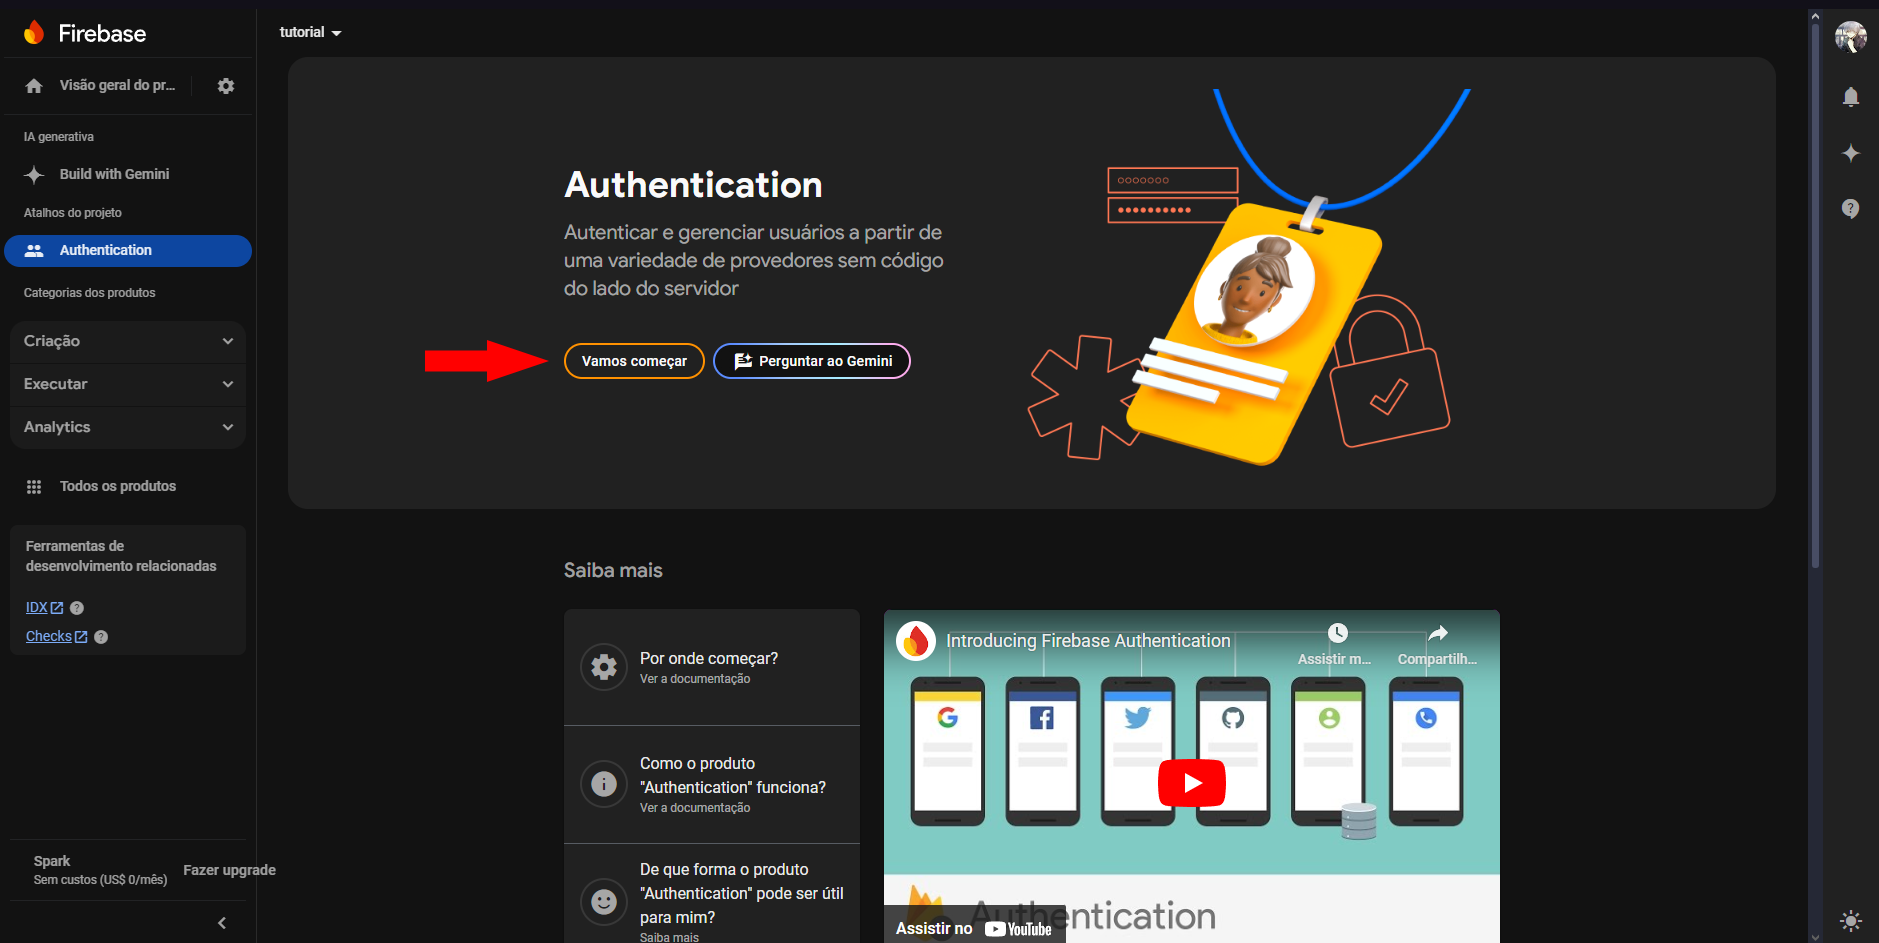 Firebase
tutorial
Visão geral do pr...
IA generativa
Build with Gemini
Atalhos do projeto
Authentication
Categorias dos produtos
Criação
Executar
Analytics
Todos os produtos
Ferramentas de
desenvolvimento relacionadas
IDX
Checks
Spark
Sem custos (US$ 0/mês)
Fazer upgrade
Authentication
Autenticar e gerenciar usuários a partir de
uma variedade de provedores sem código
do lado do servidor
Vamos começar
Perguntar ao Gemini
Saiba mais
Por onde começar?
Ver a documentação
Como o produto
"Authentication" funciona?
Ver a documentação
De que forma o produto
"Authentication" pode ser útil
para mim?
Saiba mais
Introducing Firebase Authentication
Assistir m...
Compartilh...
Authentication
Assistir no YouTube